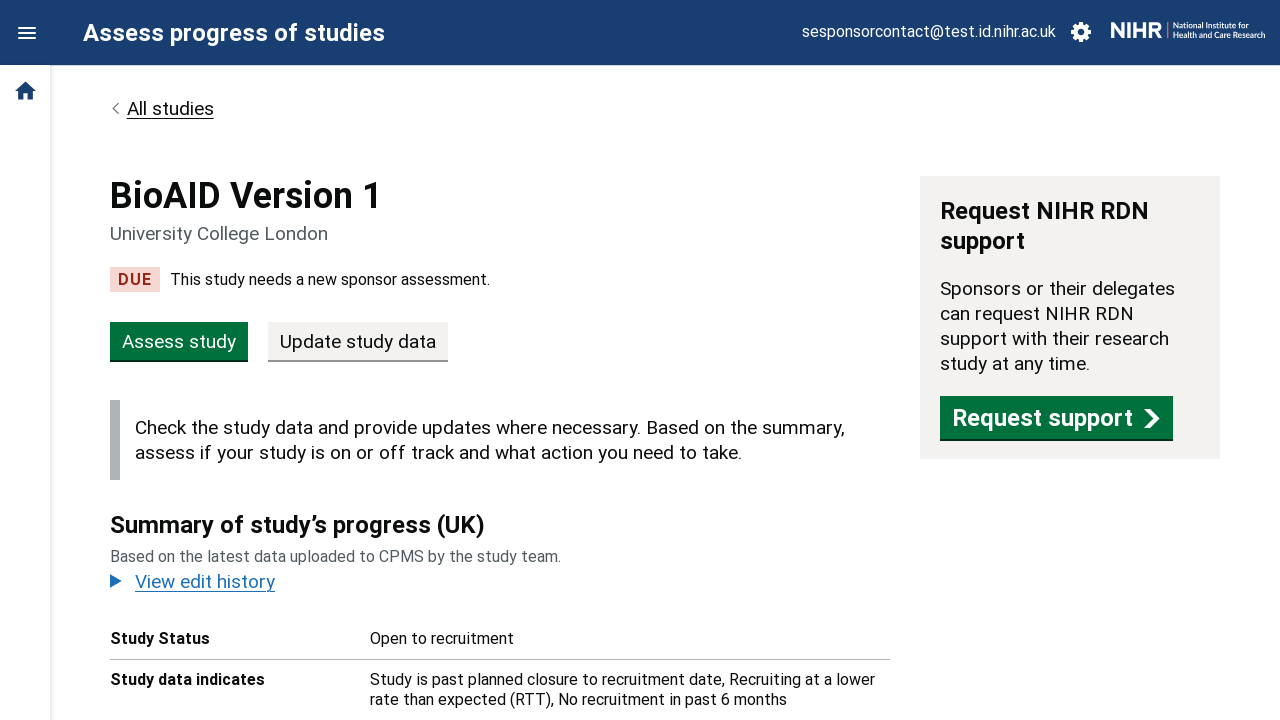 Assess progress of studies
sesponsorcontact@test.id.nihr.ac.uk
NIHR
National Institute for
Health and Care Research
All studies
BioAID Version 1
University College London
DUE
This study needs a new sponsor assessment.
Assess study
Update study data
Check the study data and provide updates where necessary. Based on the summary,
assess if your study is on or off track and what action you need to take.
Summary of study’s progress (UK)
Based on the latest data uploaded to CPMS by the study team.
View edit history
Study Status
Open to recruitment
Study data indicates
Study is past planned closure to recruitment date, Recruiting at a lower
rate than expected (RTT), No recruitment in past 6 months
Request NIHR RDN
support
Sponsors or their delegates
can request NIHR RDN
support with their research
study at any time.
Request support